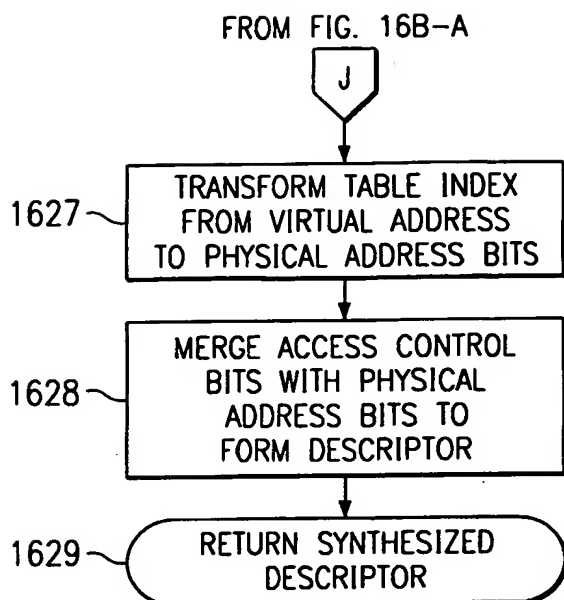 FROM FIG. 16B-A
J
1627
TRANSFORM TABLE INDEX
FROM VIRTUAL ADDRESS
TO PHYSICAL ADDRESS BITS
1628
MERGE ACCESS CONTROL
BITS WITH PHYSICAL
ADDRESS BITS TO
FORM DESCRIPTOR
1629
RETURN SYNTHESIZED
DESCRIPTOR